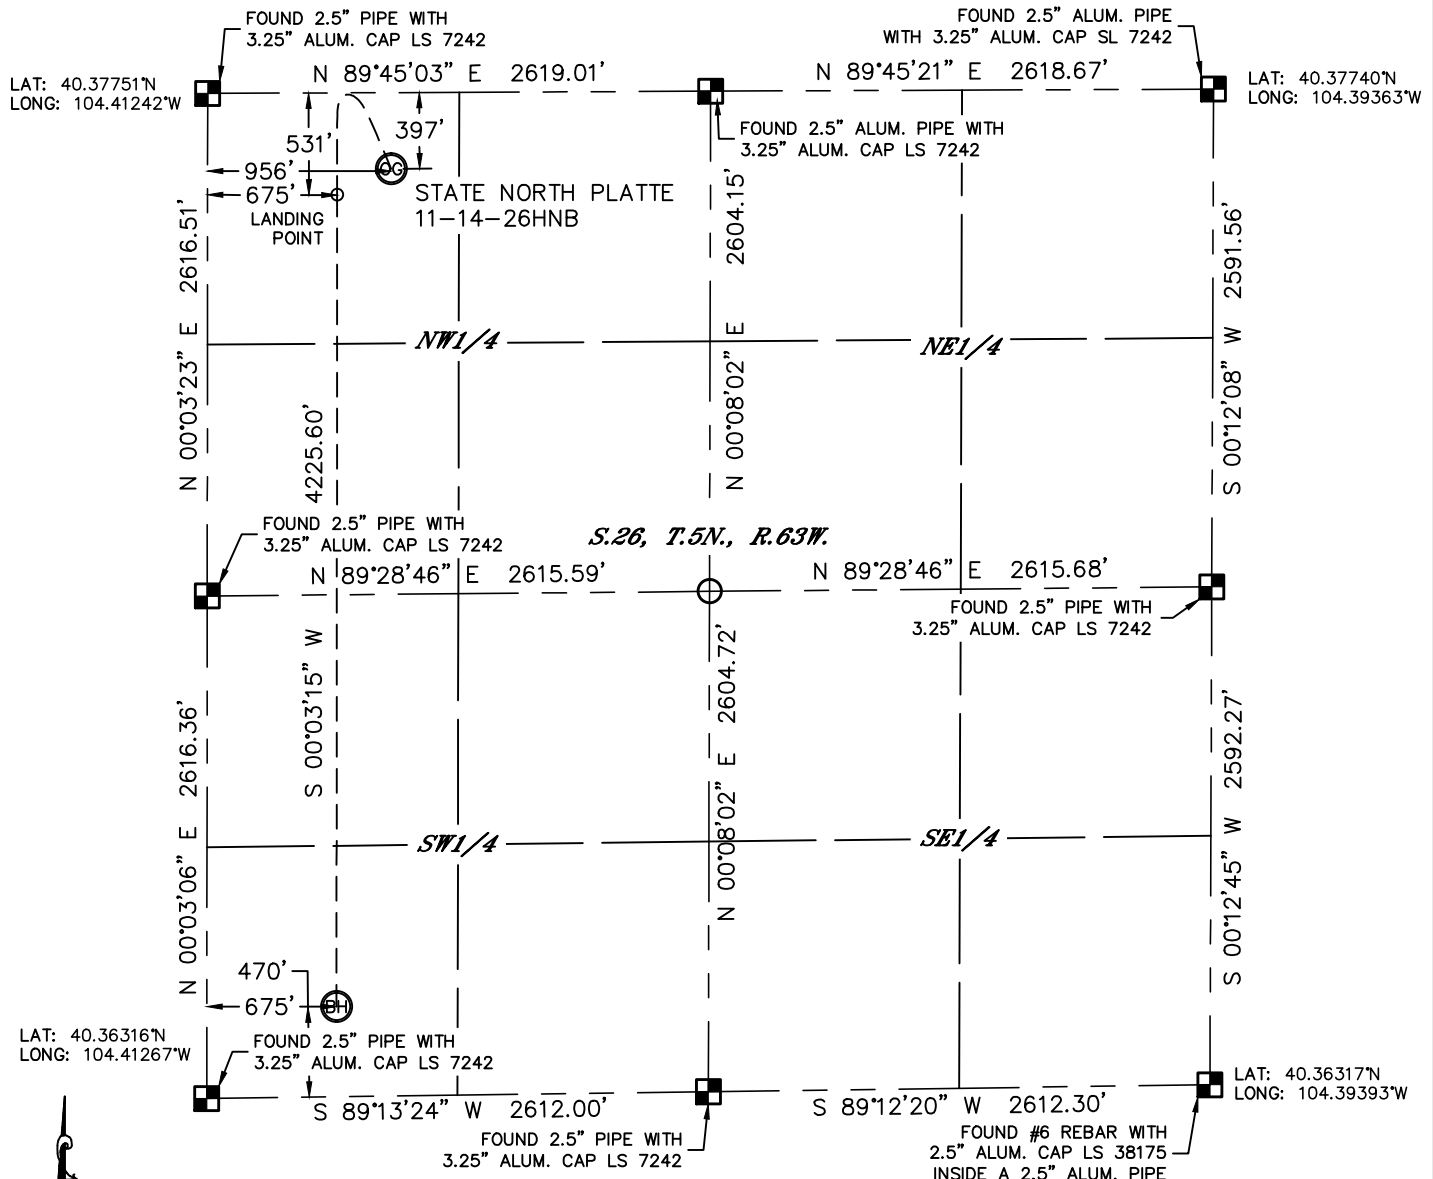 FOUND 2.5” PIPE WITH
3.25” ALUM. CAP LS 7242
FOUND 2.5” ALUM. PIPE
WITH 3.25” ALUM. CAP SL 7242
LAT: 40.37751°N
LONG: 104.41242°W
N 89°45'03” E 2619.01'
N 89°45'21” E 2618.67'
LAT: 40.37740°N
LONG: 104.39363°W
FOUND 2.5” ALUM. PIPE WITH
3.25” ALUM. CAP LS 7242
531'
397'
956'
OG
675'
LANDING
POINT
STATE NORTH PLATTE
11-14-26HNB
N 00°03'23” E 2616.51'
N 00°08'02” E 2604.15'
S 00°12'08” W 2591.56'
NW1/4
NE1/4
S 00°03'15” W 4225.60'
FOUND 2.5” PIPE WITH
3.25” ALUM. CAP LS 7242
S.26, T.5N., R.63W.
N 89°28'46” E 2615.59'
N 89°28'46” E 2615.68'
FOUND 2.5” PIPE WITH
3.25” ALUM. CAP LS 7242
N 00°03'06” E 2616.36'
N 00°08'02” E 2604.72'
S 00°12'45” W 2592.27'
SW1/4
SE1/4
470'
675'
BH
LAT: 40.36316°N
LONG: 104.41267°W
FOUND 2.5” PIPE WITH
3.25” ALUM. CAP LS 7242
S 89°13'24” W 2612.00'
S 89°12'20” W 2612.30'
LAT: 40.36317°N
LONG: 104.39393°W
FOUND 2.5” PIPE WITH
3.25” ALUM. CAP LS 7242
FOUND #6 REBAR WITH
2.5” ALUM. CAP LS 38175
INSIDE A 2.5” ALUM. PIPE